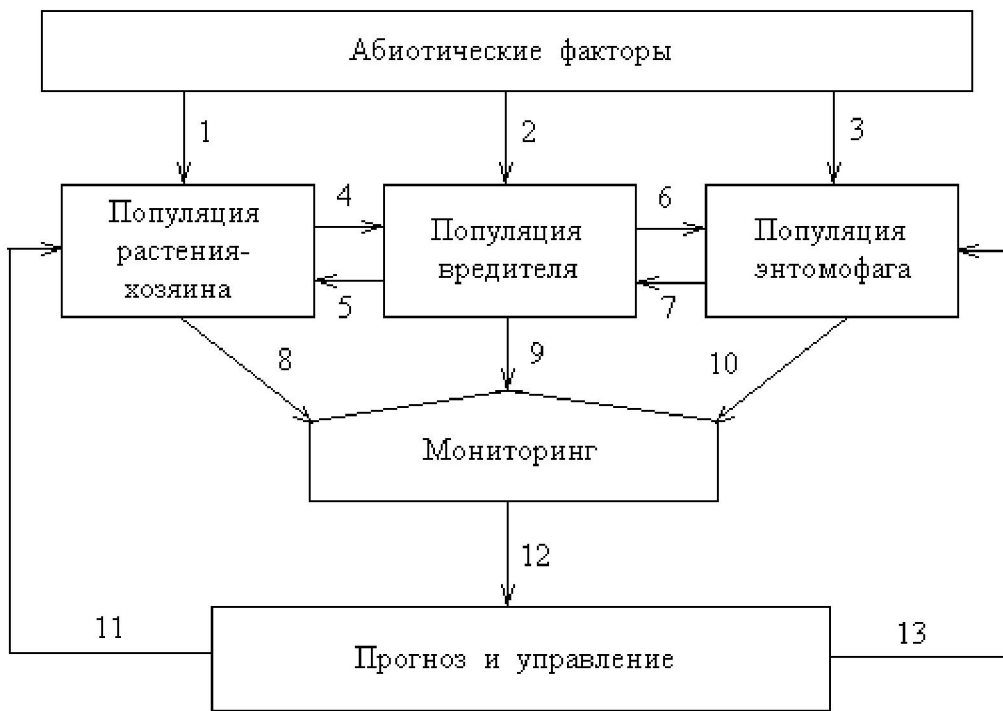 Абиотические факторы
1
2
3
Популяция
растения-
хозяина
4
5
Популяция
вредителя
6
7
Популяция
энтомофага
8
9
10
Мониторинг
12
11
Прогноз и управление
13